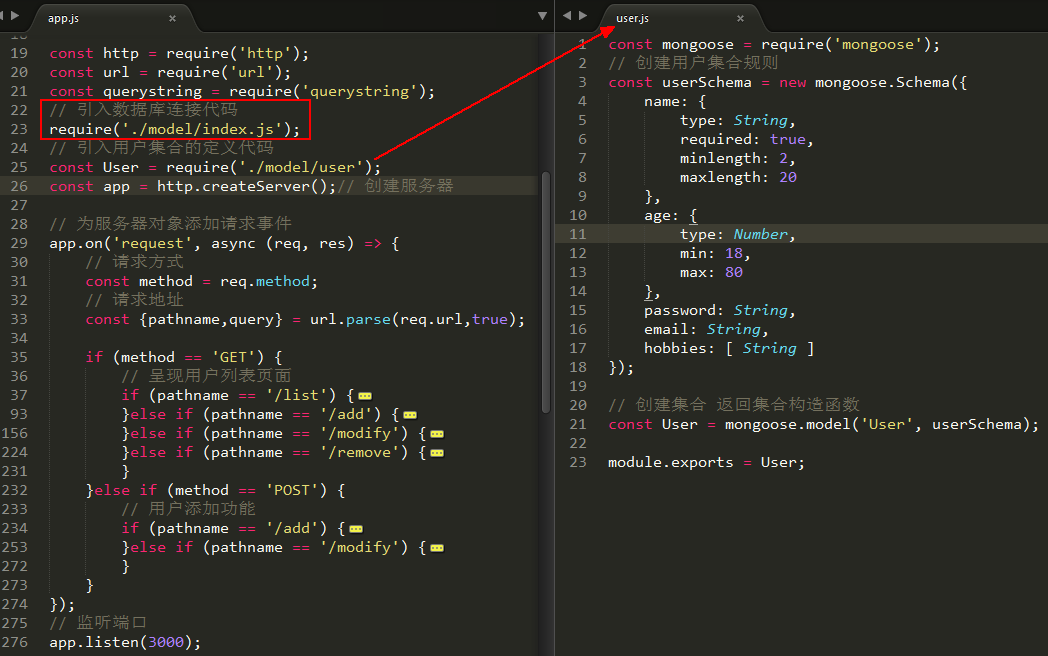 app.js
19 const http = require('http');
20 const url = require('url');
21 const querystring = require('querystring');
22 // 引入数据库连接代码
23 require('./model/index.js');
24 // 引入用户集合的定义代码
25 const User = require('./model/user');
26 const app = http.createServer();// 创建服务器
27
28 // 为服务器对象添加请求事件
29 app.on('request', async (req, res) => {
30 // 请求方式
31 const method = req.method;
32 // 请求地址
33 const {pathname,query} = url.parse(req.url,true);
34
35 if (method == 'GET') {
36 // 呈现用户列表页面
37 if (pathname == '/list') {
93 }else if (pathname == '/add') {
156 }else if (pathname == '/modify') {
224 }else if (pathname == '/remove') {
231 }
232 }else if (method == 'POST') {
233 // 用户添加功能
234 if (pathname == '/add') {
253 }else if (pathname == '/modify') {
272 }
273 }
274 });
275 // 监听端口
276 app.listen(3000);
user.js
1 const mongoose = require('mongoose');
2 // 创建用户集合规则
3 const userSchema = new mongoose.Schema({
4 name: {
5 type: String,
6 required: true,
7 minlength: 2,
8 maxlength: 20
9 },
10 age: {
11 type: Number,
12 min: 18,
13 max: 80
14 },
15 password: String,
16 email: String,
17 hobbies: [ String ]
18 });
19
20 // 创建集合 返回集合构造函数
21 const User = mongoose.model('User', userSchema);
22
23 module.exports = User;